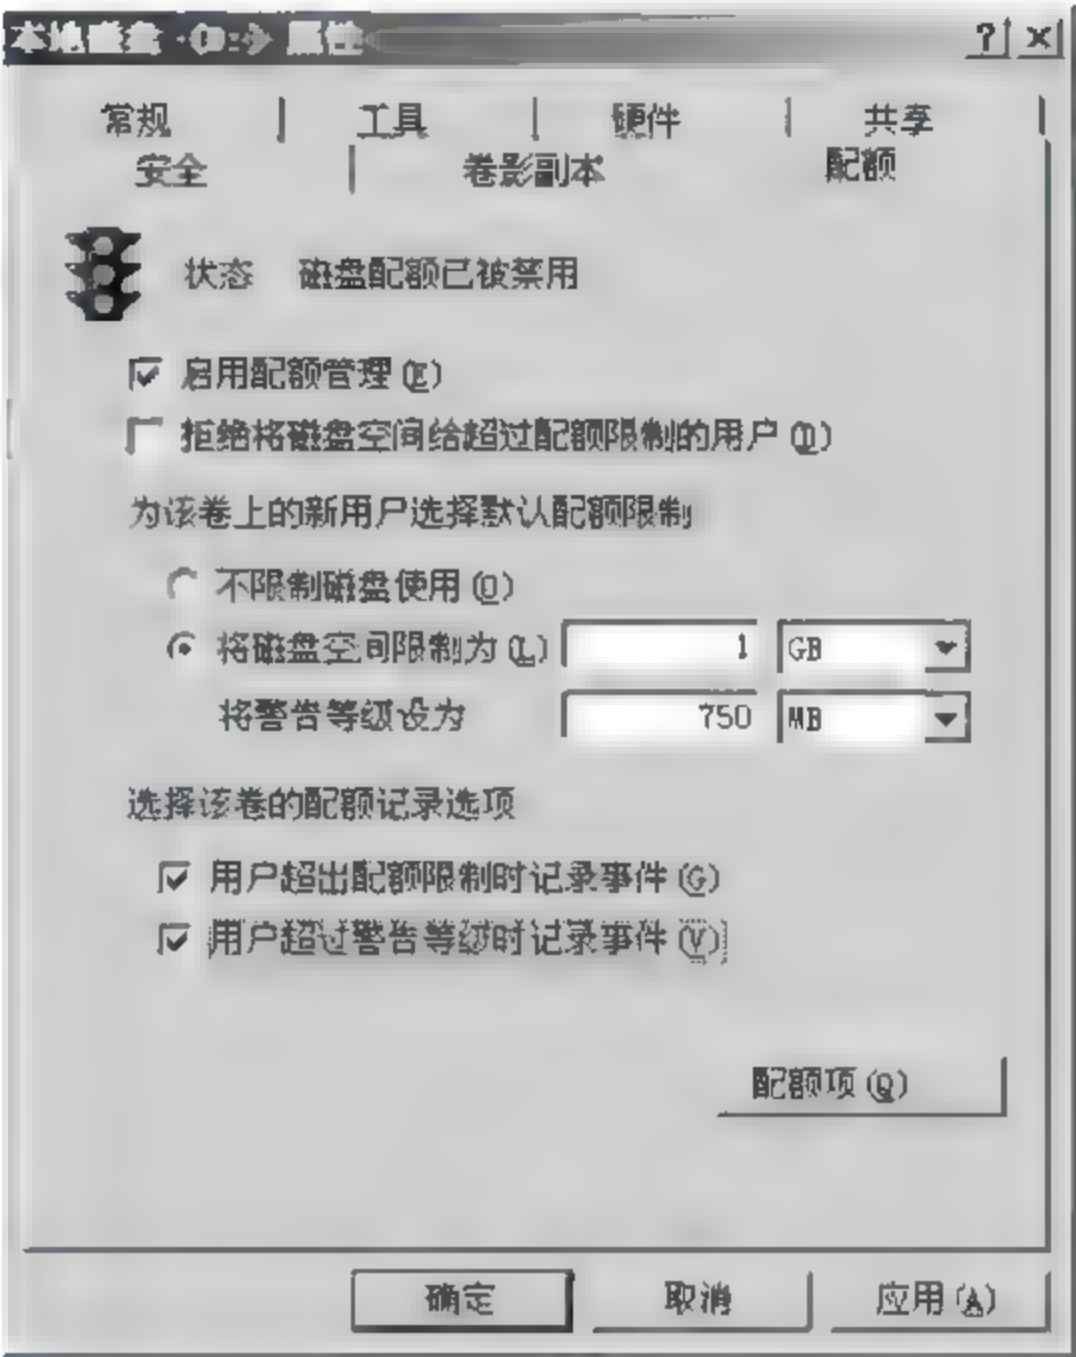 本地磁盘 属性
常规 工具 硬件 共享
安全 卷影副本 配额
状态 磁盘配额已被禁用
启用配额管理(E)
拒绝将磁盘空间给超过配额限制的用户
为该卷上的新用户选择默认配额限制
不限制磁盘使用(O)
将磁盘空间限制为(L) 1 GB
将警告等级设为 750 MB
选择该卷的配额记录选项
用户超出配额限制时记录事件(G)
用户超过警告等级时记录事件(V)
配额项(Q)
确定 取消 应用(A)